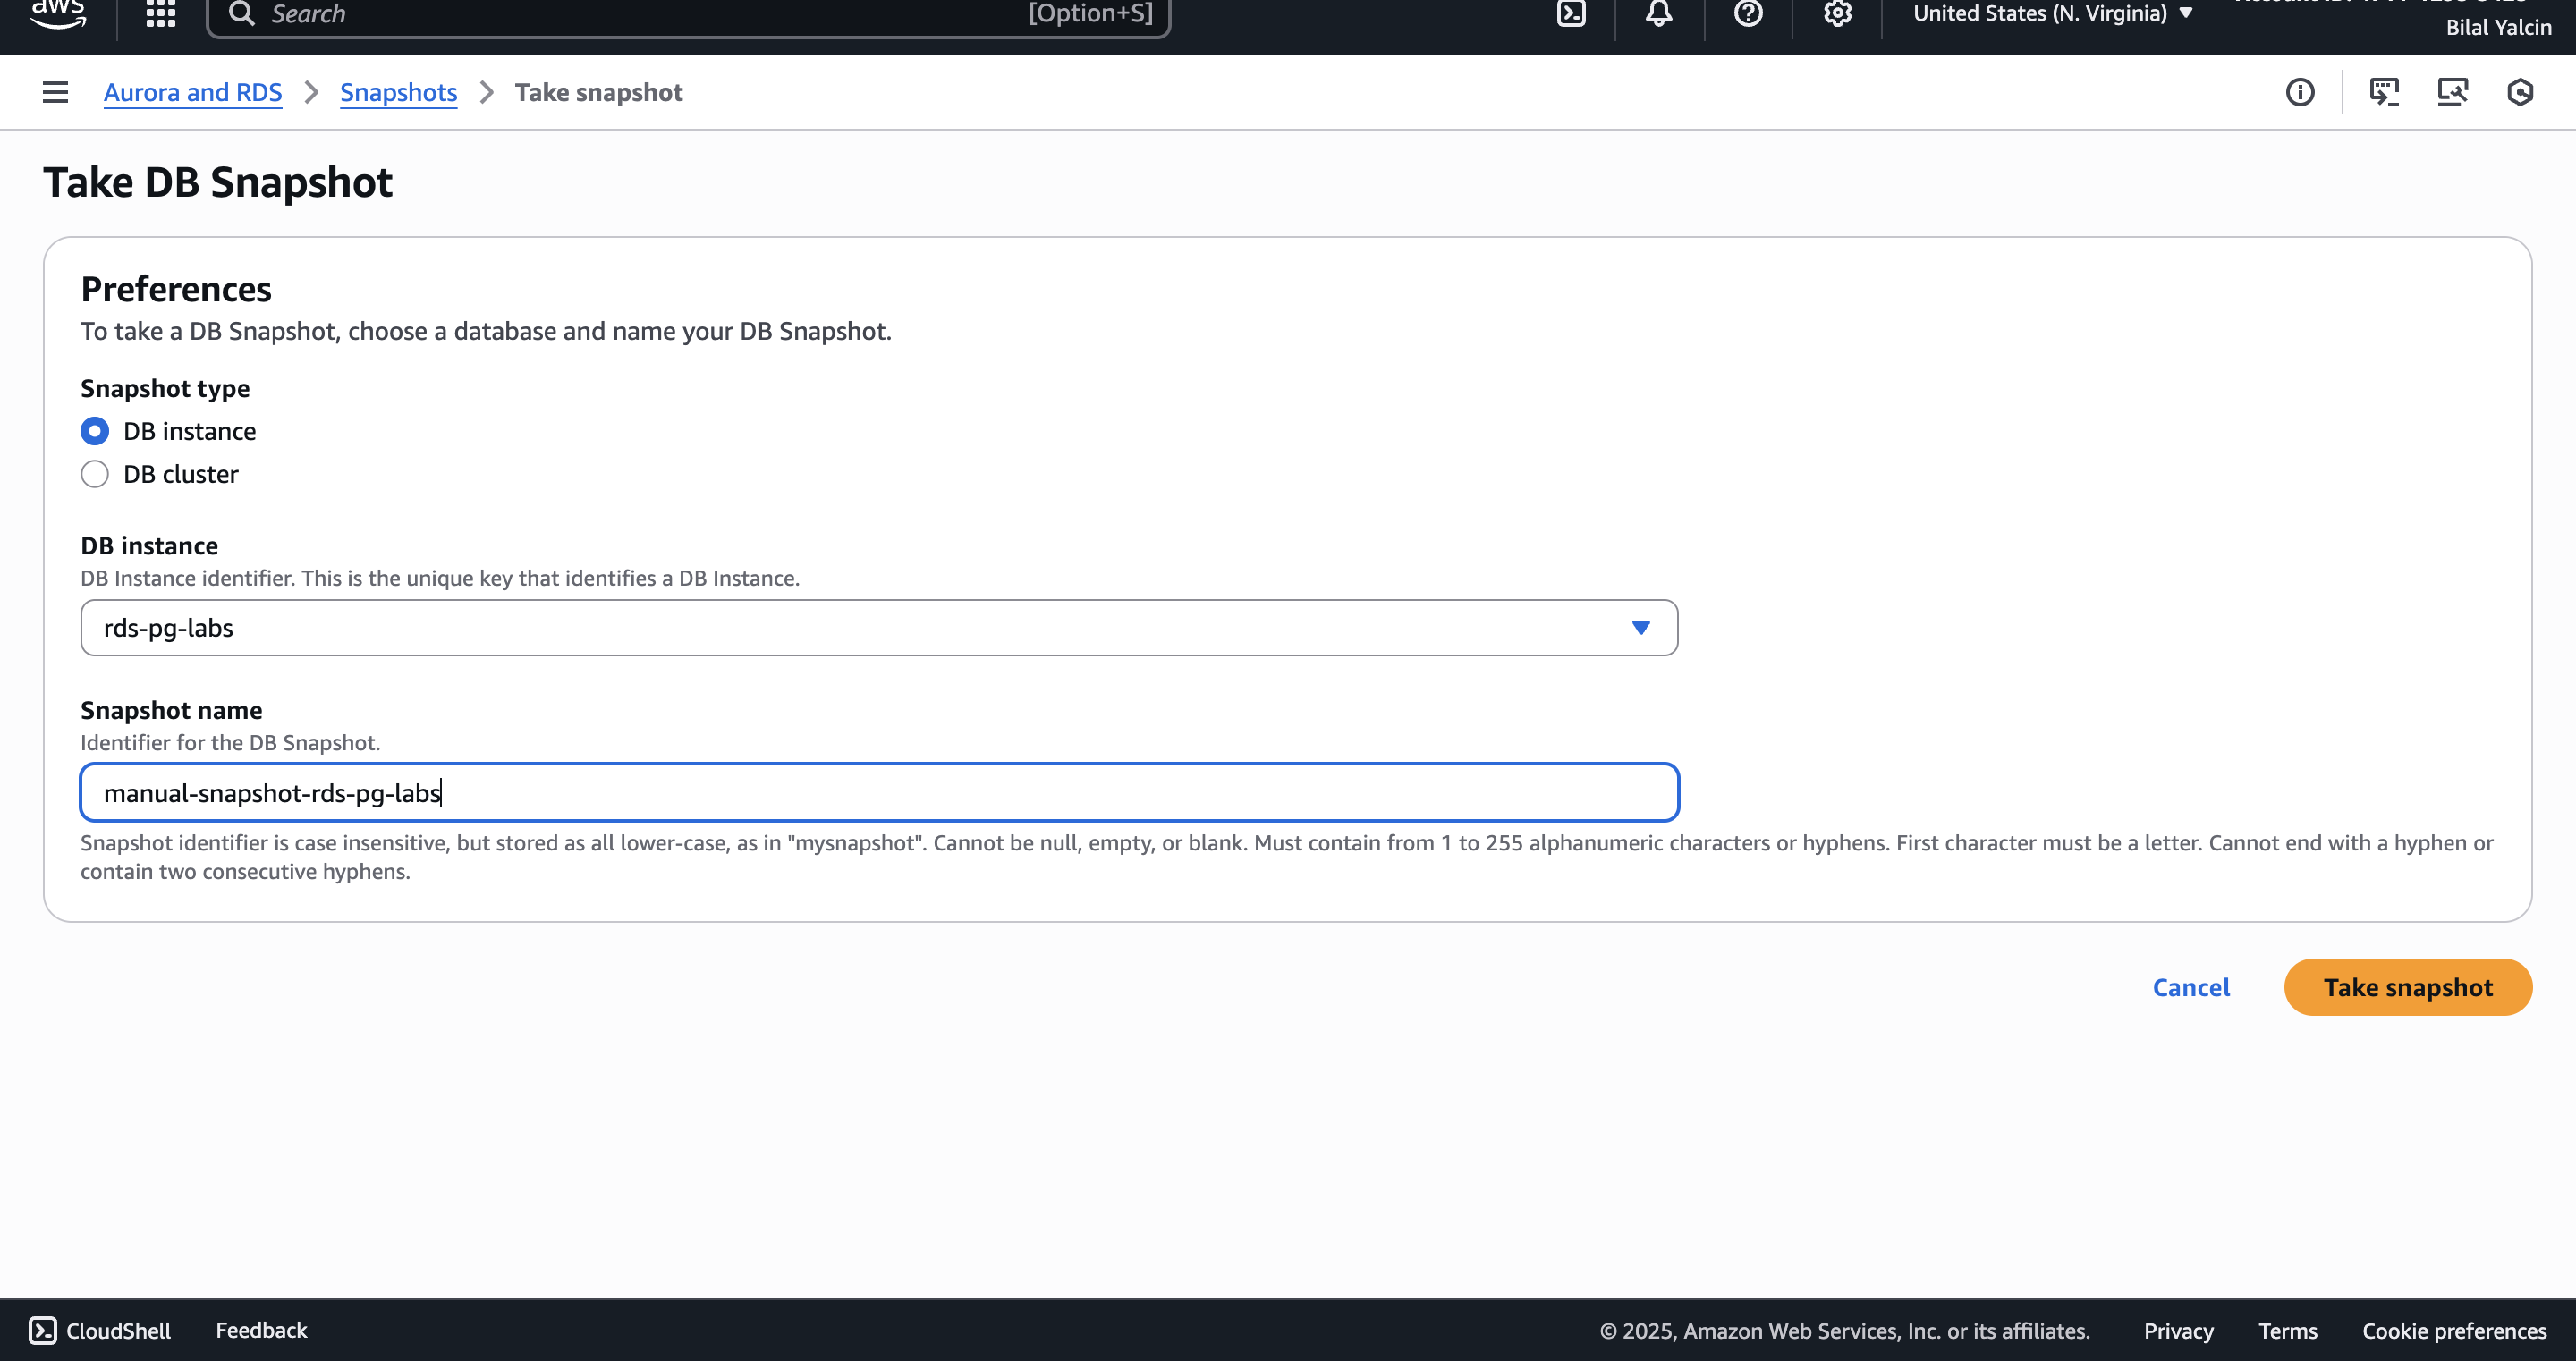 aws
Search [Option+S]
United States (N. Virginia)
Bilal Yalcin
Aurora and RDS
Snapshots
Take snapshot
Take DB Snapshot
Preferences
To take a DB Snapshot, choose a database and name your DB Snapshot.
Snapshot type
DB instance
DB cluster
DB instance
DB Instance identifier. This is the unique key that identifies a DB Instance.
rds-pg-labs
Snapshot name
Identifier for the DB Snapshot.
manual-snapshot-rds-pg-labs
Snapshot identifier is case insensitive, but stored as all lower-case, as in "mysnapshot". Cannot be null, empty, or blank. Must contain from 1 to 255 alphanumeric characters or hyphens. First character must be a letter. Cannot end with a hyphen or
contain two consecutive hyphens.
Cancel
Take snapshot
CloudShell
Feedback
© 2025, Amazon Web Services, Inc. or its affiliates.
Privacy
Terms
Cookie preferences